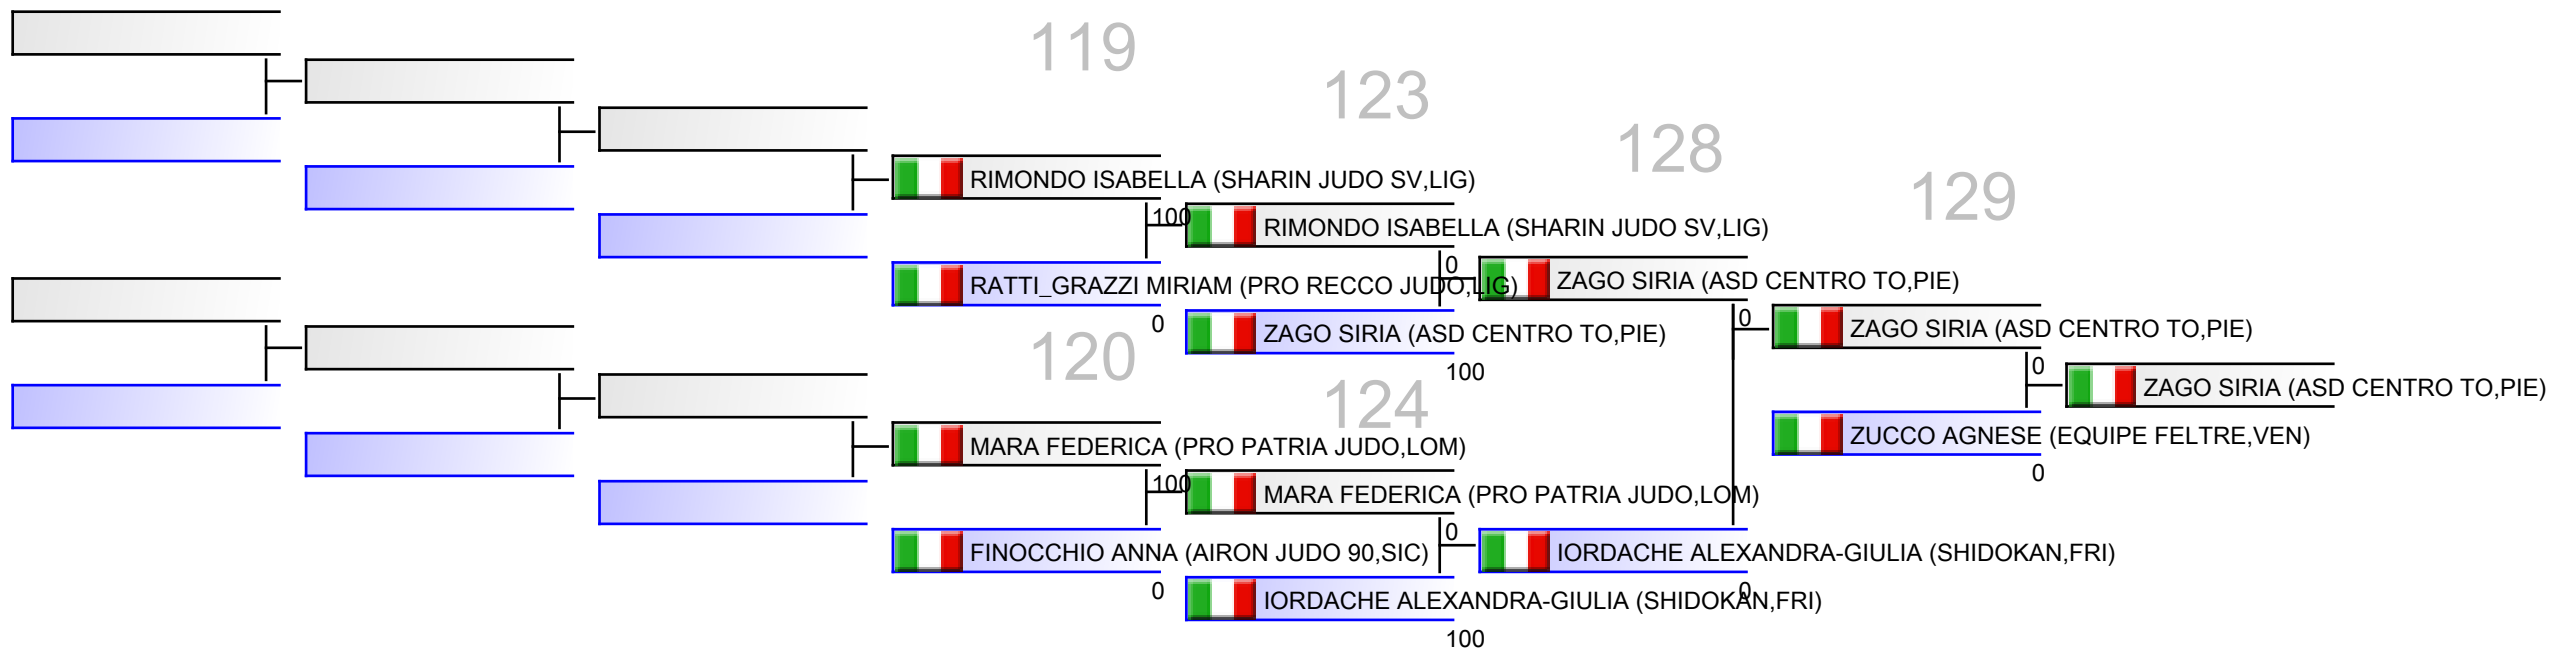 119
123
128
129
RIMONDO ISABELLA (SHARIN JUDO SV,LIG)
100
RIMONDO ISABELLA (SHARIN JUDO SV,LIG)
RATTI_GRAZZI MIRIAM (PRO RECCO JUDO,LIG)
0
0
ZAGO SIRIA (ASD CENTRO TO,PIE)
ZAGO SIRIA (ASD CENTRO TO,PIE)
100
0
ZAGO SIRIA (ASD CENTRO TO,PIE)
0
ZAGO SIRIA (ASD CENTRO TO,PIE)
ZUCCO AGNESE (EQUIPE FELTRE,VEN)
0
120
124
MARA FEDERICA (PRO PATRIA JUDO,LOM)
100
MARA FEDERICA (PRO PATRIA JUDO,LOM)
FINOCCHIO ANNA (AIRON JUDO 90,SIC)
0
0
IORDACHE ALEXANDRA-GIULIA (SHIDOKAN,FRI)
0
IORDACHE ALEXANDRA-GIULIA (SHIDOKAN,FRI)
100